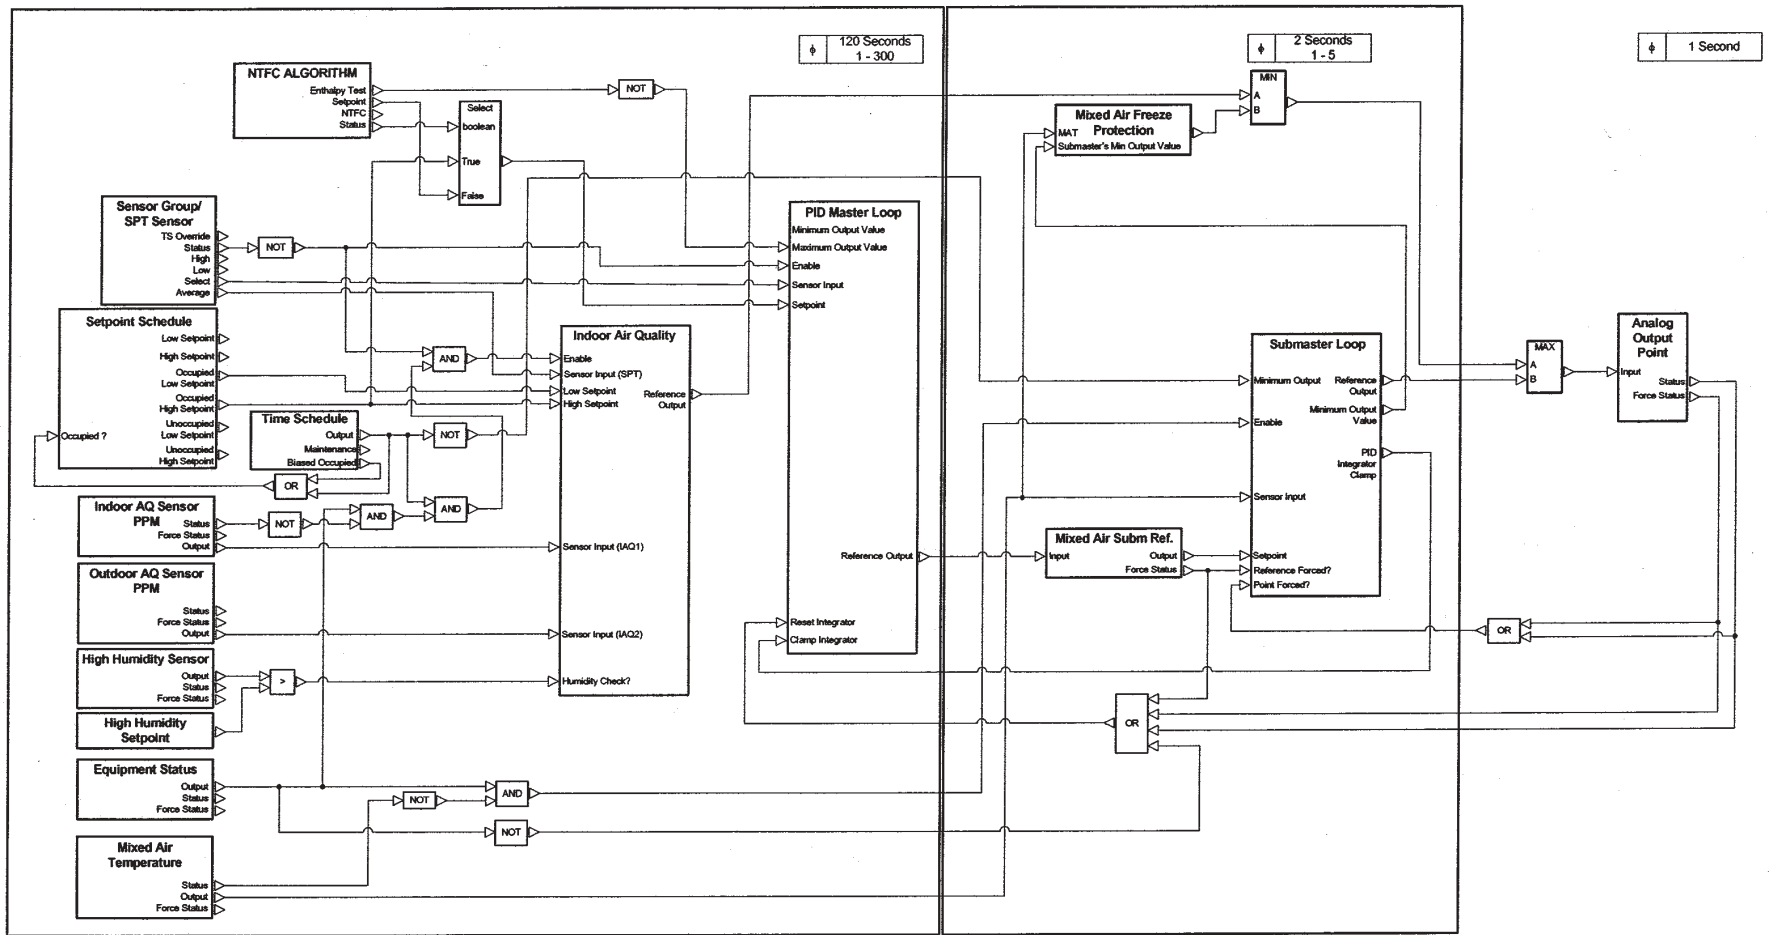 ϕ
120 Seconds
1 - 300
ϕ
2 Seconds
1 - 5
ϕ
1 Second
NTFC ALGORITHM
Enthalpy Test
Setpoint
NTFC
Status
NOT
Select
boolean
True
False
MIN
A
B
Mixed Air Freeze
Protection
MAT
Submaster's Min Output Value
Sensor Group/
SPT Sensor
TS Override
Status
High
Low
Select
Average
NOT
PID Master Loop
Minimum Output Value
Maximum Output Value
Enable
Sensor Input
Setpoint
Reference Output
Reset Integrator
Clamp Integrator
Setpoint Schedule
Low Setpoint
High Setpoint
Occupied
Low Setpoint
Occupied
High Setpoint
Unoccupied
Low Setpoint
Unoccupied
High Setpoint
Occupied ?
Time Schedule
Output
Maintenance
Biased Occupied
NOT
OR
AND
Indoor Air Quality
Enable
Sensor Input (SPT)
Low Setpoint
High Setpoint
Reference
Output
Sensor Input (IAQ1)
Sensor Input (IAQ2)
Humidity Check?
Submaster Loop
Minimum Output
Reference
Output
Minimum Output
Value
Enable
PID
Integrator
Clamp
Sensor Input
Setpoint
Reference Forced?
Point Forced?
MAX
A
B
Analog
Output
Point
Input
Status
Force Status
Indoor AQ Sensor
PPM
Status
Force Status
Output
NOT
AND
AND
Mixed Air Subm Ref.
Input
Output
Force Status
Outdoor AQ Sensor
PPM
Status
Force Status
Output
OR
High Humidity Sensor
Output
Status
Force Status
>
High Humidity
Setpoint
OR
Equipment Status
Output
Status
Force Status
NOT
AND
NOT
Mixed Air
Temperature
Status
Output
Force Status